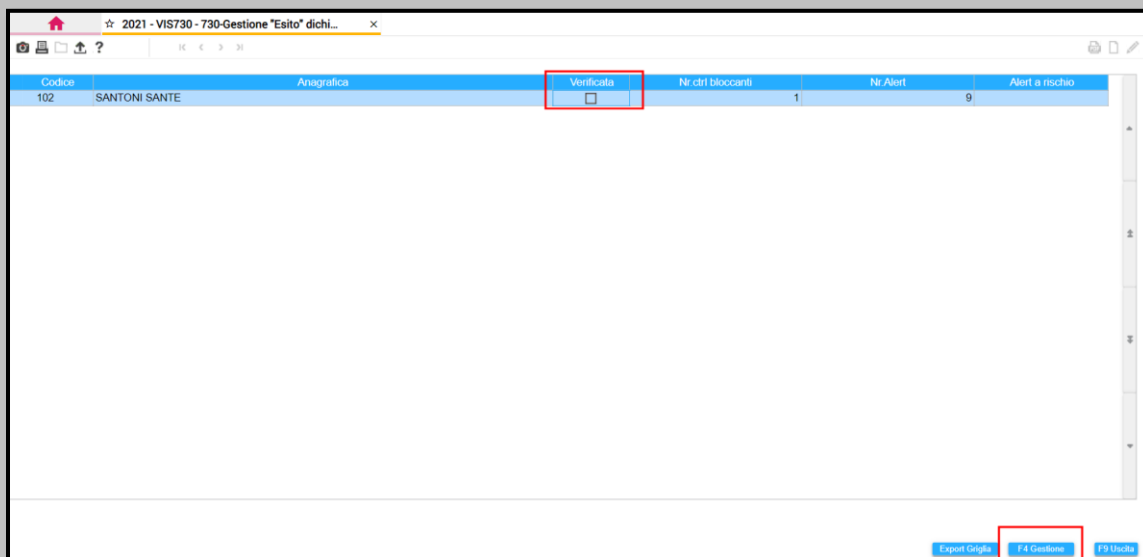 ☆ 2021 - VIS730 - 730-Gestione "Esito" dichi... ×
?
Codice Anagrafica Verificata Nr.ctrl bloccanti Nr.Alert Alert a rischio
102 SANTONI SANTE 1 9
Export Griglia F4 Gestione F9 Uscita